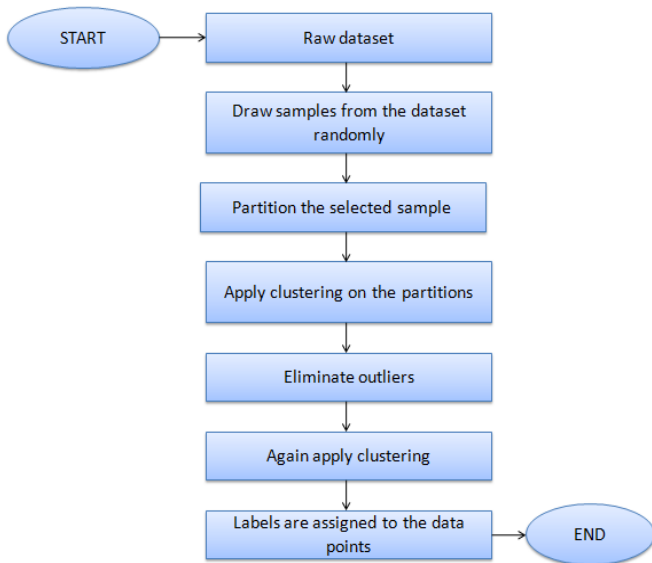 START
Raw dataset
Draw samples from the dataset
randomly
Partition the selected sample
Apply clustering on the partitions
Eliminate outliers
Again apply clustering
Labels are assigned to the data
points
END